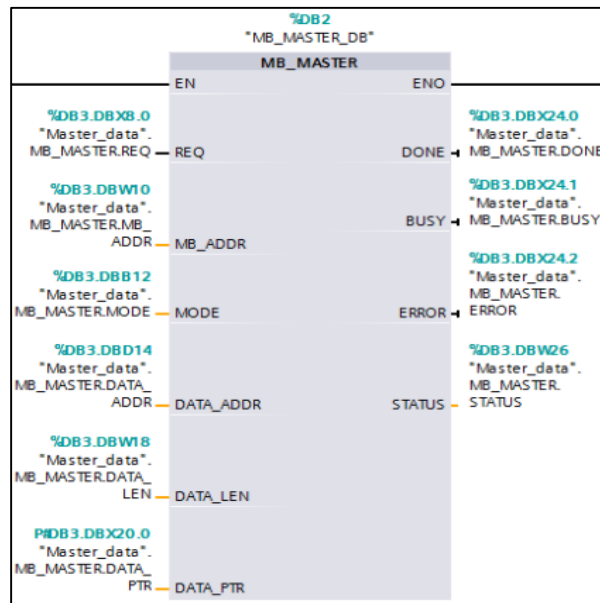 %DB2
"MB_MASTER_DB"
MB_MASTER
EN ENO
%DB3.DBX8.0
"Master_data".
MB_MASTER.REQ REQ
%DB3.DBX24.0
"Master_data".
DONE MB_MASTER.DONE
%DB3.DBW10
"Master_data".
MB_MASTER.MB_
ADDR MB_ADDR
%DB3.DBX24.1
"Master_data".
BUSY MB_MASTER.BUSY
%DB3.DBB12
"Master_data".
MB_MASTER.MODE MODE
%DB3.DBX24.2
"Master_data".
MB_MASTER.
ERROR ERROR
%DB3.DBD14
"Master_data".
MB_MASTER.DATA_
ADDR DATA_ADDR
%DB3.DBW26
"Master_data".
MB_MASTER.
STATUS STATUS
%DB3.DBW18
"Master_data".
MB_MASTER.DATA_
LEN DATA_LEN
P#DB3.DBX20.0
"Master_data".
MB_MASTER.DATA_
PTR DATA_PTR